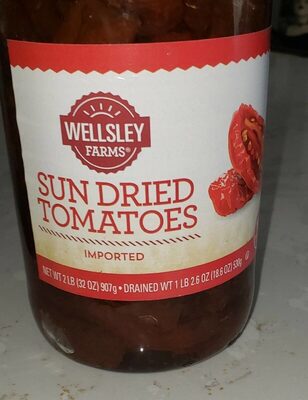 WELLSLEY
FARMS®
SUN DRIED
TOMATOES
IMPORTED
NET WT 2 LB (32 OZ) 907g • DRAINED WT 1 LB 2.6 OZ (18.6 OZ) 530g